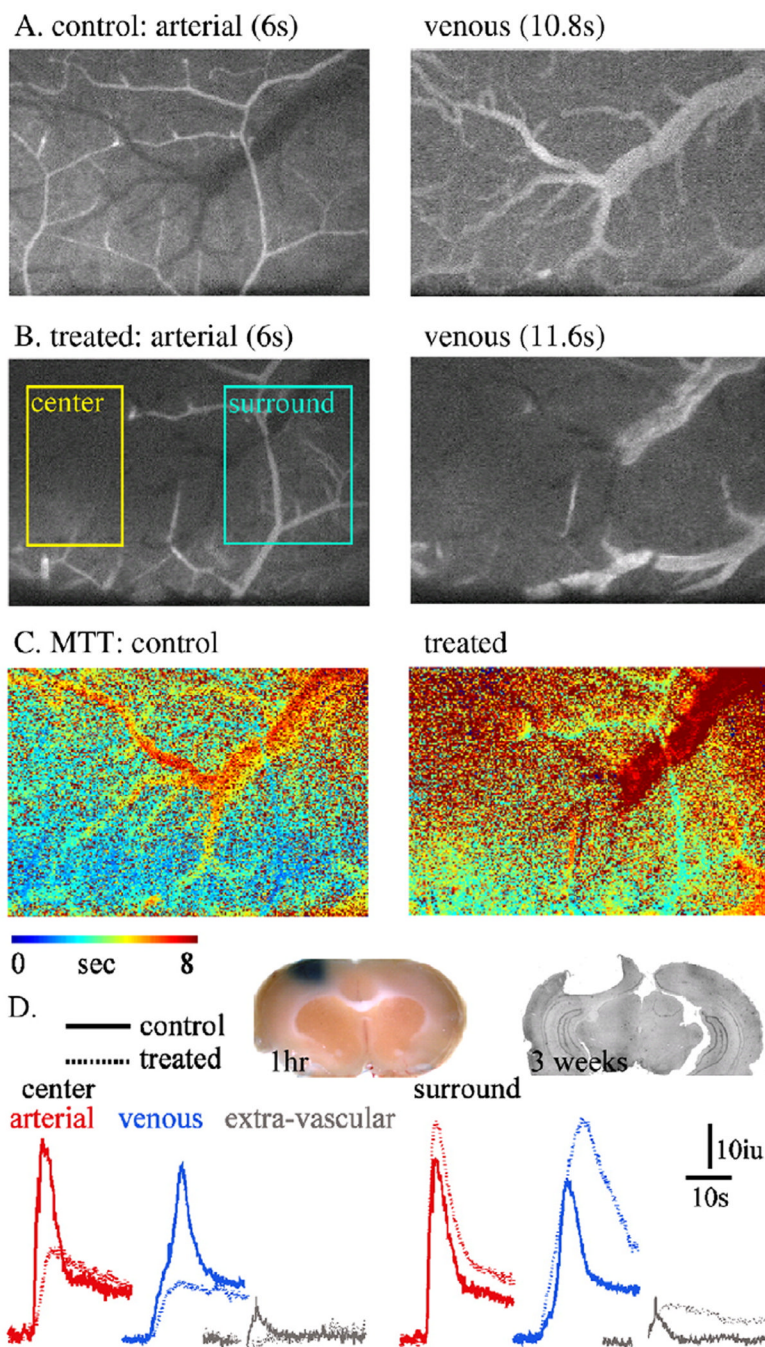 A. control: arterial (6s) venous (10.8s)
B. treated: arterial (6s) venous (11.6s)
center surround
C. MTT: control treated
0 sec 8
D.
control
treated
1hr
3 weeks
center surround
arterial venous extra-vascular
10iu
10s